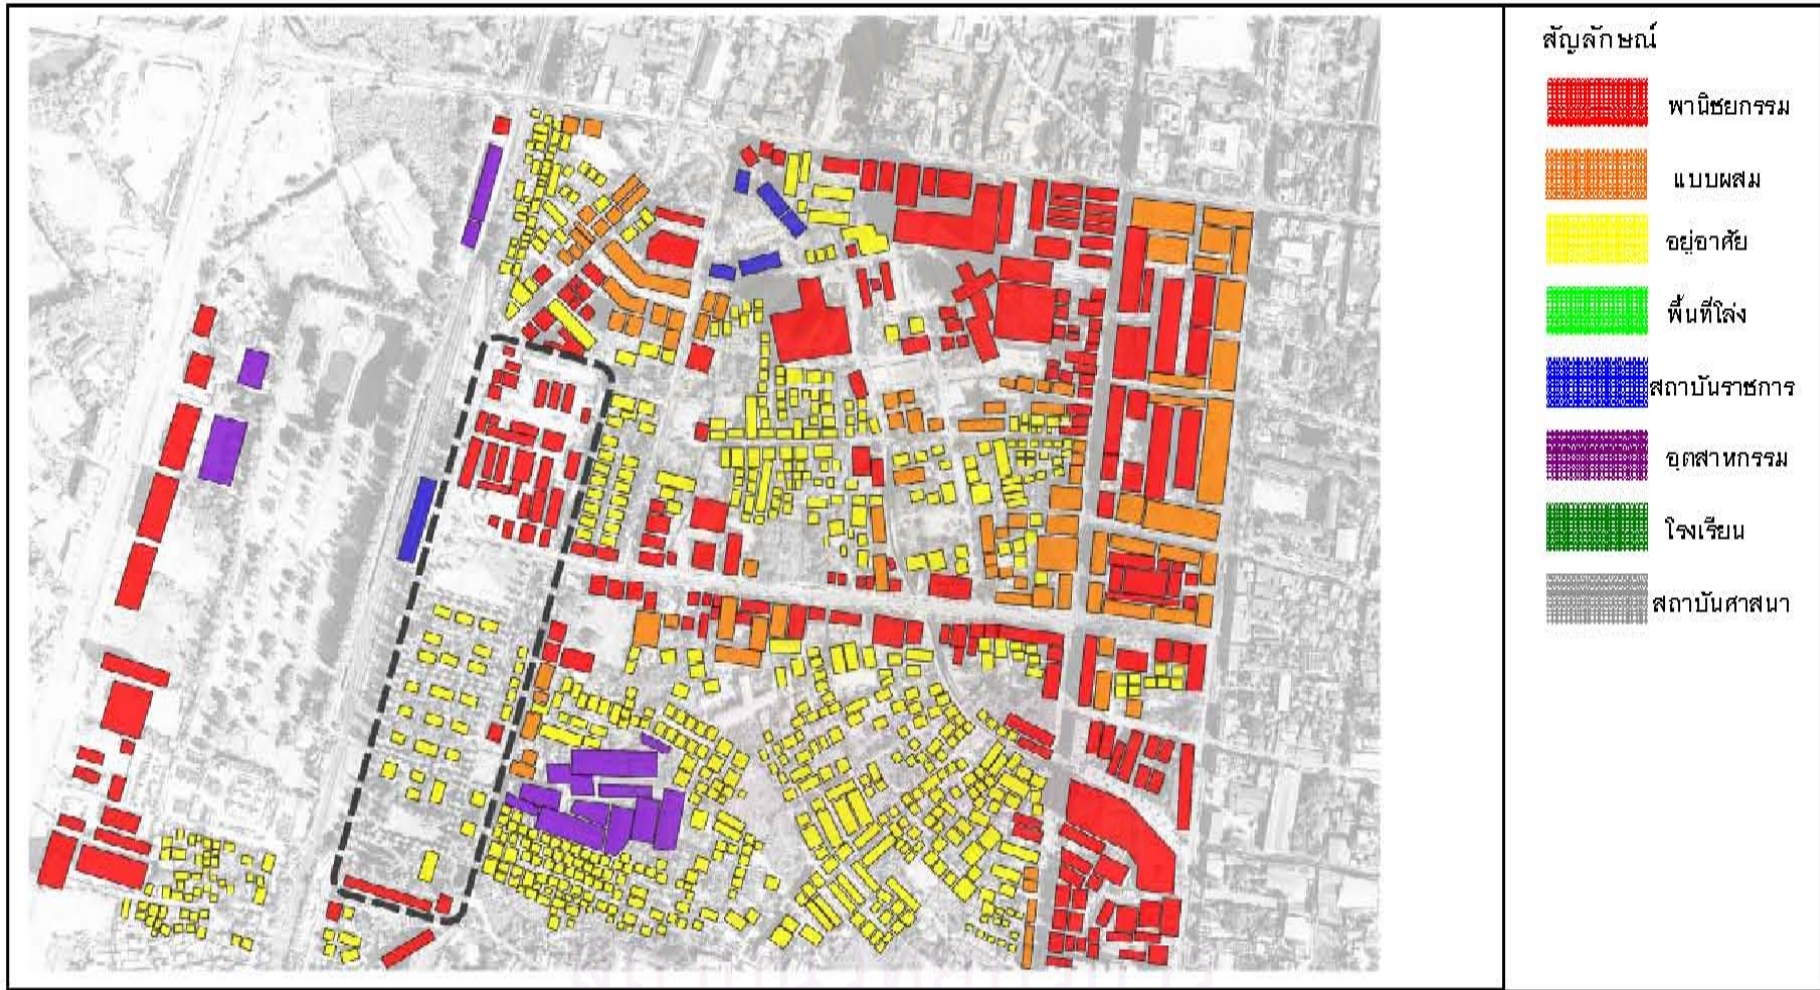 สัญลักษณ์
พานิชยกรรม
แบบผสม
อยู่อาศัย
พื้นที่โล่ง
สถาบันราชการ
อุตสาหกรรม
โรงเรียน
สถาบันศาสนา